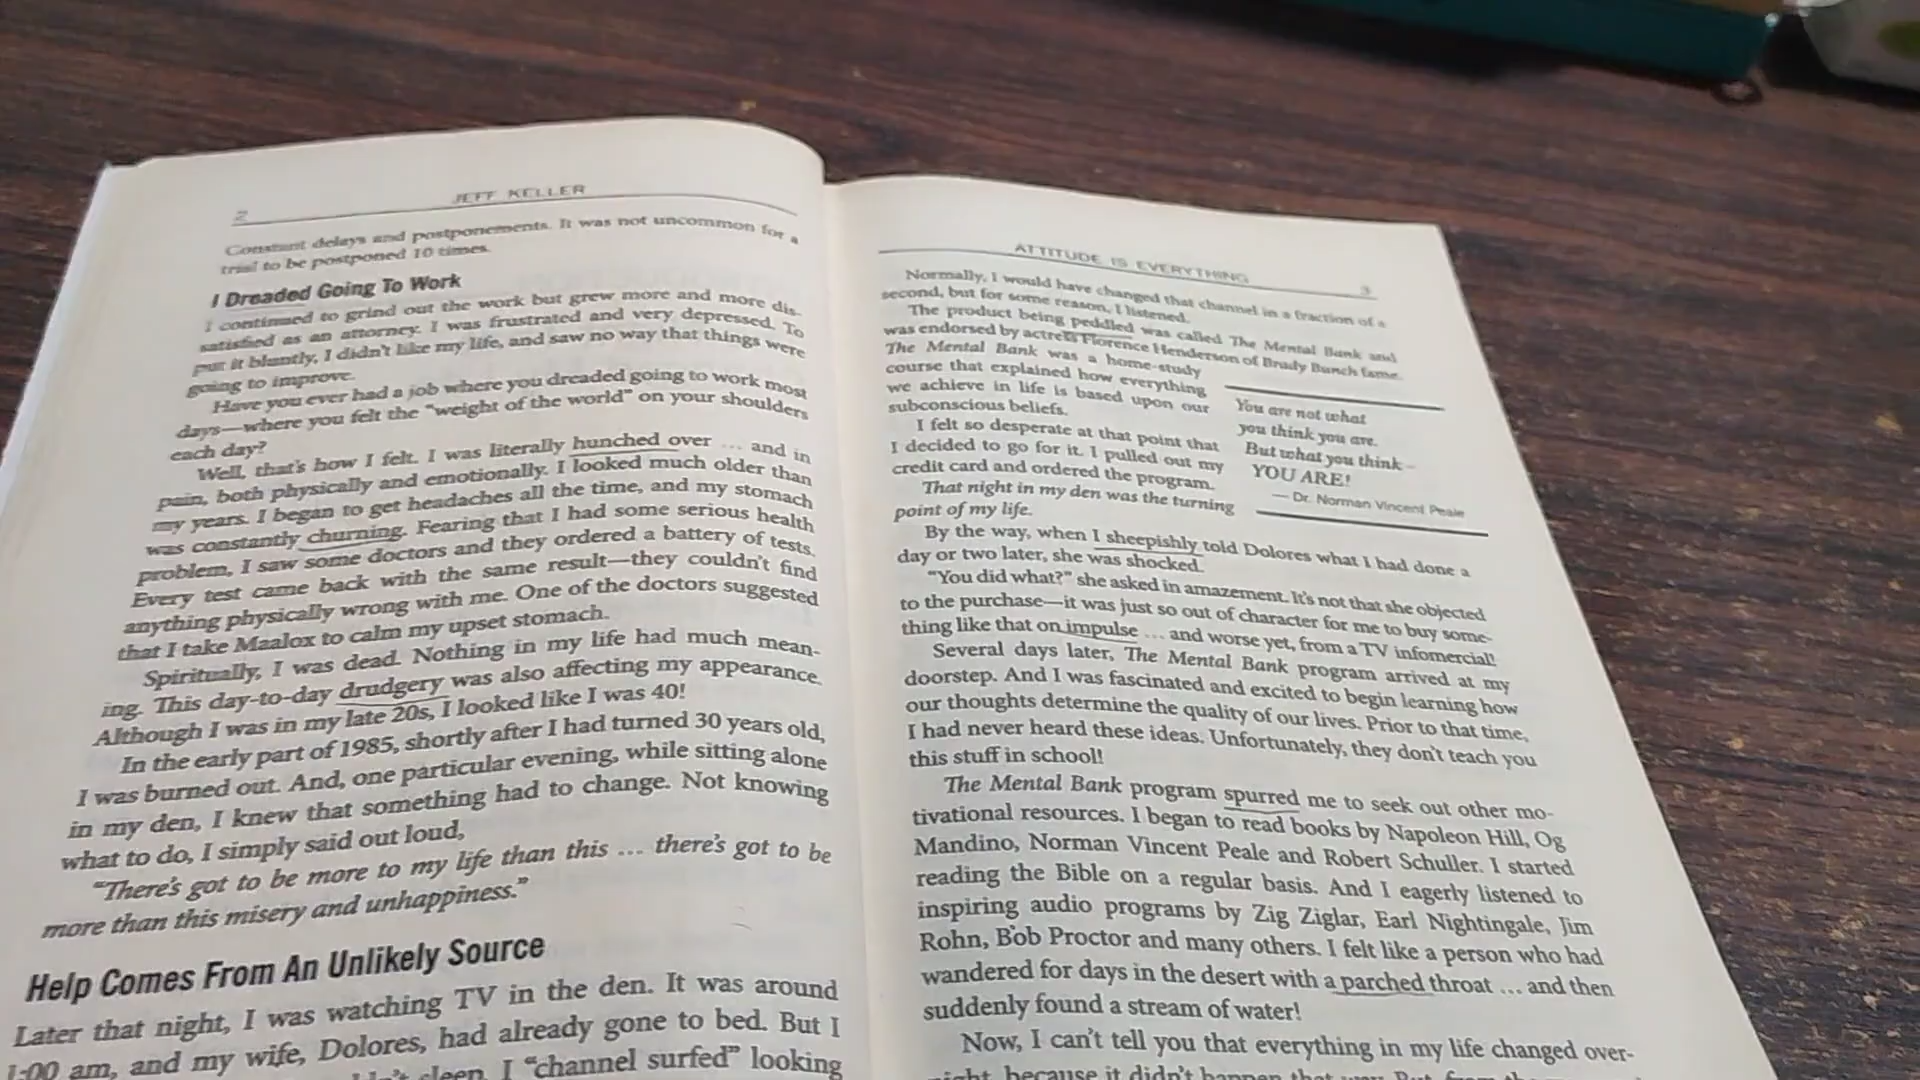 2
JEFF KELLER
Constant delays and postponements. It was not uncommon for a
trial to be postponed 10 times.
I Dreaded Going To Work
I continued to grind out the work but grew more and more dis-
satisfied as an attorney. I was frustrated and very depressed. To
put it bluntly, I didn't like my life, and saw no way that things were
going to improve.
Have you ever had a job where you dreaded going to work most
days—where you felt the "weight of the world" on your shoulders
each day?
Well, that's how I felt. I was literally hunched over ... and in
pain, both physically and emotionally. I looked much older than
my years. I began to get headaches all the time, and my stomach
was constantly churning. Fearing that I had some serious health
problem, I saw some doctors and they ordered a battery of tests.
Every test came back with the same result—they couldn't find
anything physically wrong with me. One of the doctors suggested
that I take Maalox to calm my upset stomach.
Spiritually, I was dead. Nothing in my life had much mean-
ing. This day-to-day drudgery was also affecting my appearance.
Although I was in my late 20s, I looked like I was 40!
In the early part of 1985, shortly after I had turned 30 years old,
I was burned out. And, one particular evening, while sitting alone
in my den, I knew that something had to change. Not knowing
what to do, I simply said out loud,
"There's got to be more to my life than this ... there's got to be
more than this misery and unhappiness."
Help Comes From An Unlikely Source
Later that night, I was watching TV in the den. It was around
1:00 am, and my wife, Dolores, had already gone to bed. But I
sleep. I "channel surfed" looking
ATTITUDE IS EVERYTHING
3
Normally, I would have changed that channel in a fraction of a
second, but for some reason, I listened.
The product being peddled was called The Mental Bank and
was endorsed by actress Florence Henderson of Brady Bunch fame.
The Mental Bank was a home-study
course that explained how everything
we achieve in life is based upon our
subconscious beliefs.
I felt so desperate at that point that
I decided to go for it. I pulled out my
credit card and ordered the program.
That night in my den was the turning
point of my life.
You are not what
you think you are.
But what you think –
YOU ARE!
— Dr. Norman Vincent Peale
By the way, when I sheepishly told Dolores what I had done a
day or two later, she was shocked.
"You did what?" she asked in amazement. It's not that she objected
to the purchase—it was just so out of character for me to buy some-
thing like that on impulse ... and worse yet, from a TV infomercial!
Several days later, The Mental Bank program arrived at my
doorstep. And I was fascinated and excited to begin learning how
our thoughts determine the quality of our lives. Prior to that time,
I had never heard these ideas. Unfortunately, they don't teach you
this stuff in school!
The Mental Bank program spurred me to seek out other mo-
tivational resources. I began to read books by Napoleon Hill, Og
Mandino, Norman Vincent Peale and Robert Schuller. I started
reading the Bible on a regular basis. And I eagerly listened to
inspiring audio programs by Zig Ziglar, Earl Nightingale, Jim
Rohn, Bob Proctor and many others. I felt like a person who had
wandered for days in the desert with a parched throat ... and then
suddenly found a stream of water!
Now, I can't tell you that everything in my life changed over-
night, because it didn't happen that way. But, from